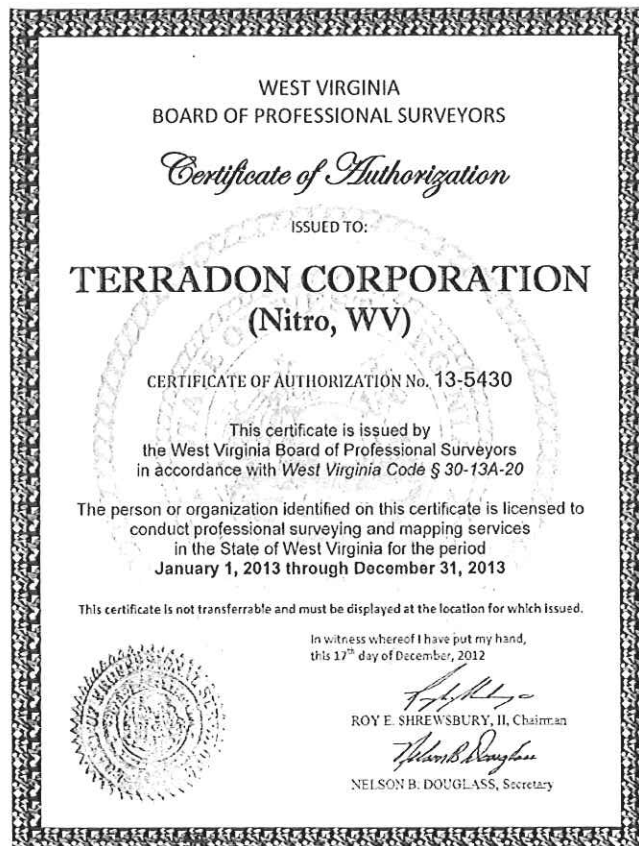 WEST VIRGINIA
BOARD OF PROFESSIONAL SURVEYORS
Certificate of Authorization
ISSUED TO:
TERRADON CORPORATION
(Nitro, WV)
CERTIFICATE OF AUTHORIZATION No. 13-5430
This certificate is issued by
the West Virginia Board of Professional Surveyors
in accordance with West Virginia Code § 30-13A-20
The person or organization identified on this certificate is licensed to
conduct professional surveying and mapping services
in the State of West Virginia for the period
January 1, 2013 through December 31, 2013
This certificate is not transferrable and must be displayed at the location for which issued.
In witness whereof I have put my hand,
this 17th day of December, 2012
ROY E. SHREWSBURY, II, Chairman
Nelson B Douglass
NELSON B. DOUGLASS, Secretary